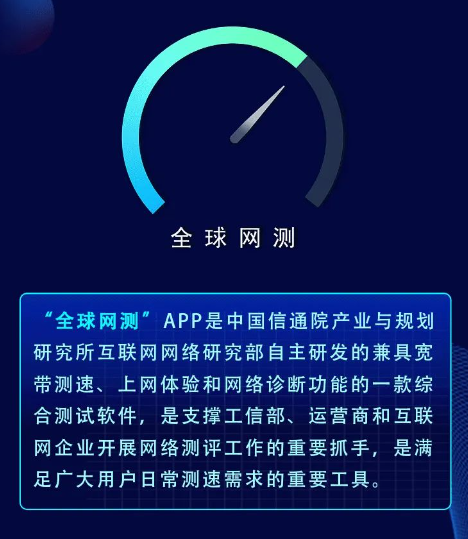 全球网测
“全球网测”APP是中国信通院产业与规划
研究所互联网网络研究部自主研发的兼具宽
带测速、上网体验和网络诊断功能的一款综
合测试软件，是支撑工信部、运营商和互联
网企业开展网络测评工作的重要抓手，是满
足广大用户日常测速需求的重要工具。